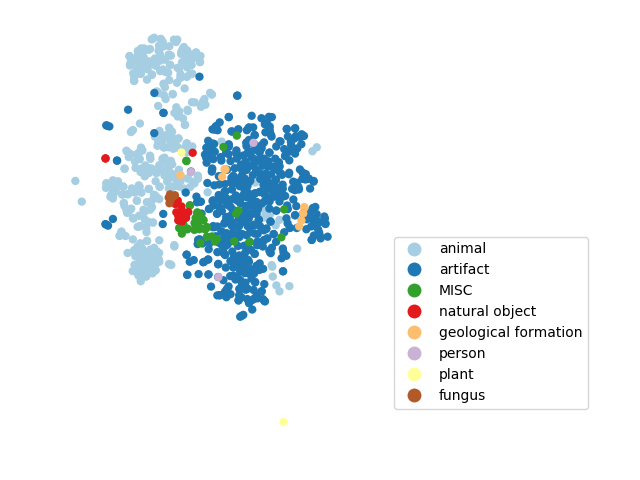 animal
artifact
MISC
natural object
geological formation
person
plant
fungus